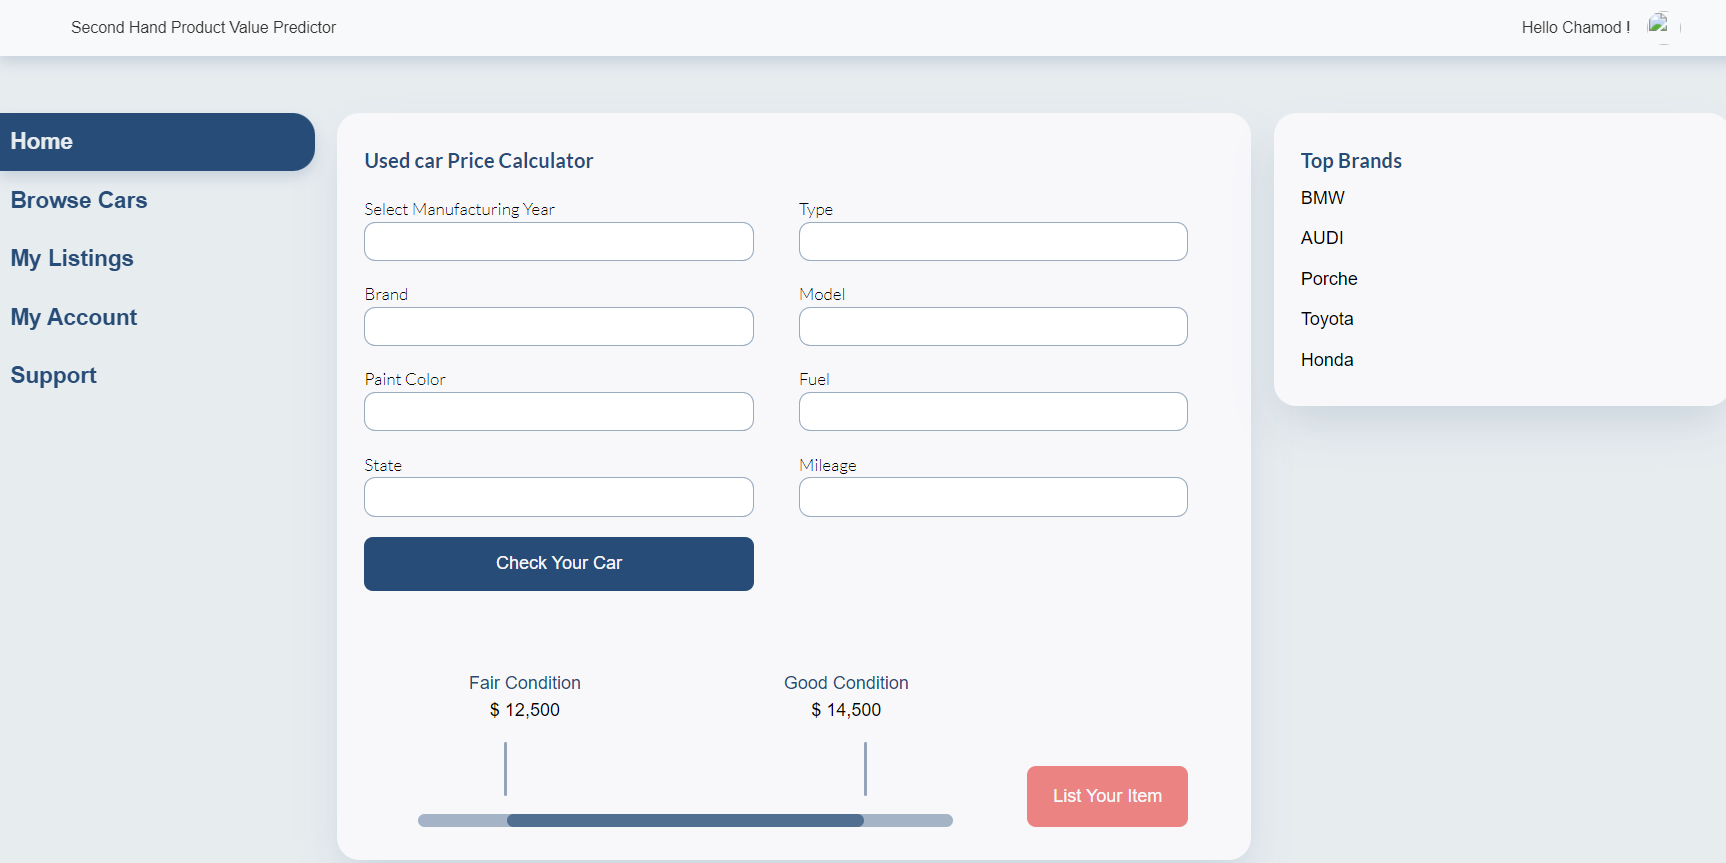 Second Hand Product Value Predictor
Hello Chamod !
Home
Browse Cars
My Listings
My Account
Support
Used car Price Calculator
Select Manufacturing Year
Type
Brand
Model
Paint Color
Fuel
State
Mileage
Check Your Car
Fair Condition
$ 12,500
Good Condition
$ 14,500
List Your Item
Top Brands
BMW
AUDI
Porche
Toyota
Honda